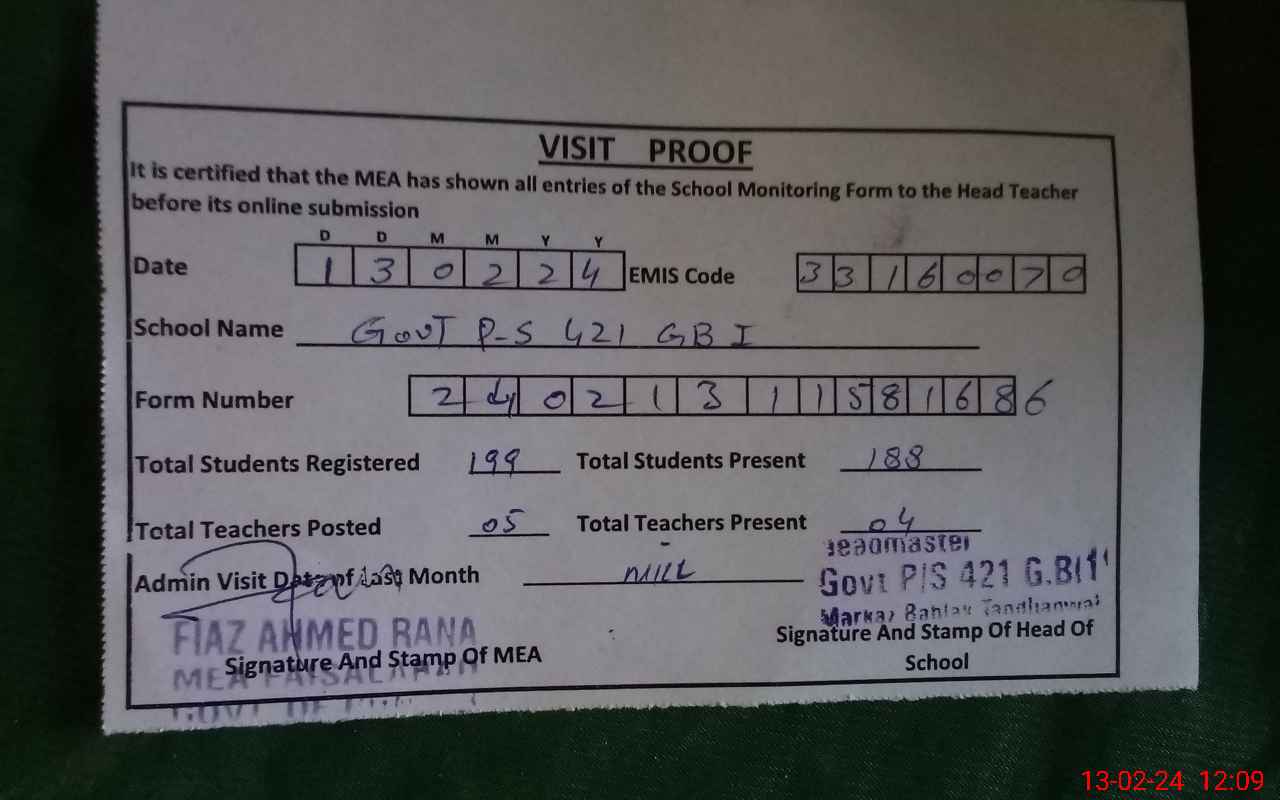 VISIT PROOF
It is certified that the MEA has shown all entries of the School Monitoring Form to the Head Teacher
before its online submission
D D M M Y Y
Date 1 3 0 2 2 4 EMIS Code 3 3 1 6 0 0 7 0
School Name GOVT P-S 421 GB I
Form Number 2 4 0 2 1 3 1 1 5 8 1 6 8 6
Total Students Registered 199 Total Students Present 188
Total Teachers Posted 05 Total Teachers Present 04
Headmaster
Admin Visit Date of Last Month
Govt P/S 421 G.B
Markaz
FIAZ AHMED RANA
Signature And Stamp Of MEA
Signature And Stamp Of Head Of
School
MEA FAISALABAD
GOVT OF
13-02-24 12:09